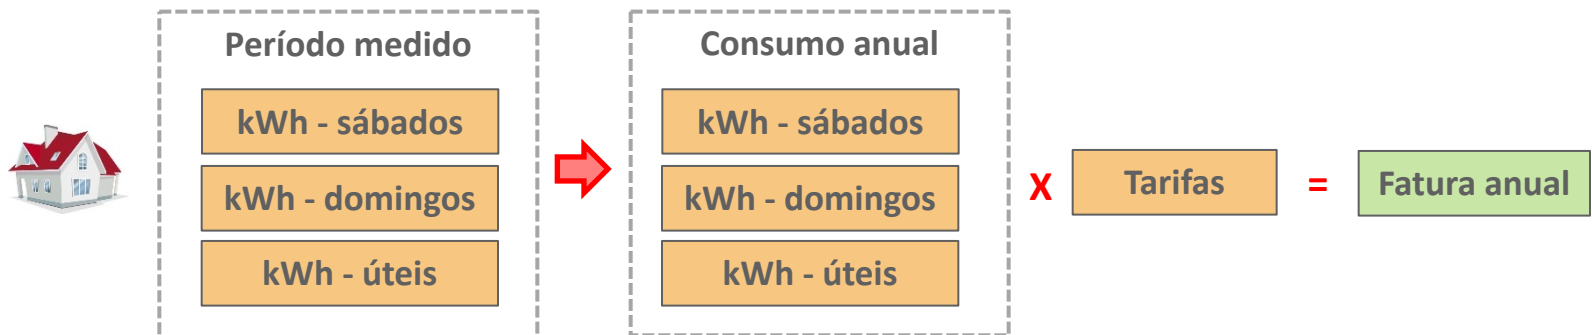 Período medido
kWh - sábados
kWh - domingos
kWh - úteis
Consumo anual
kWh - sábados
kWh - domingos
kWh - úteis
X
Tarifas
=
Fatura anual